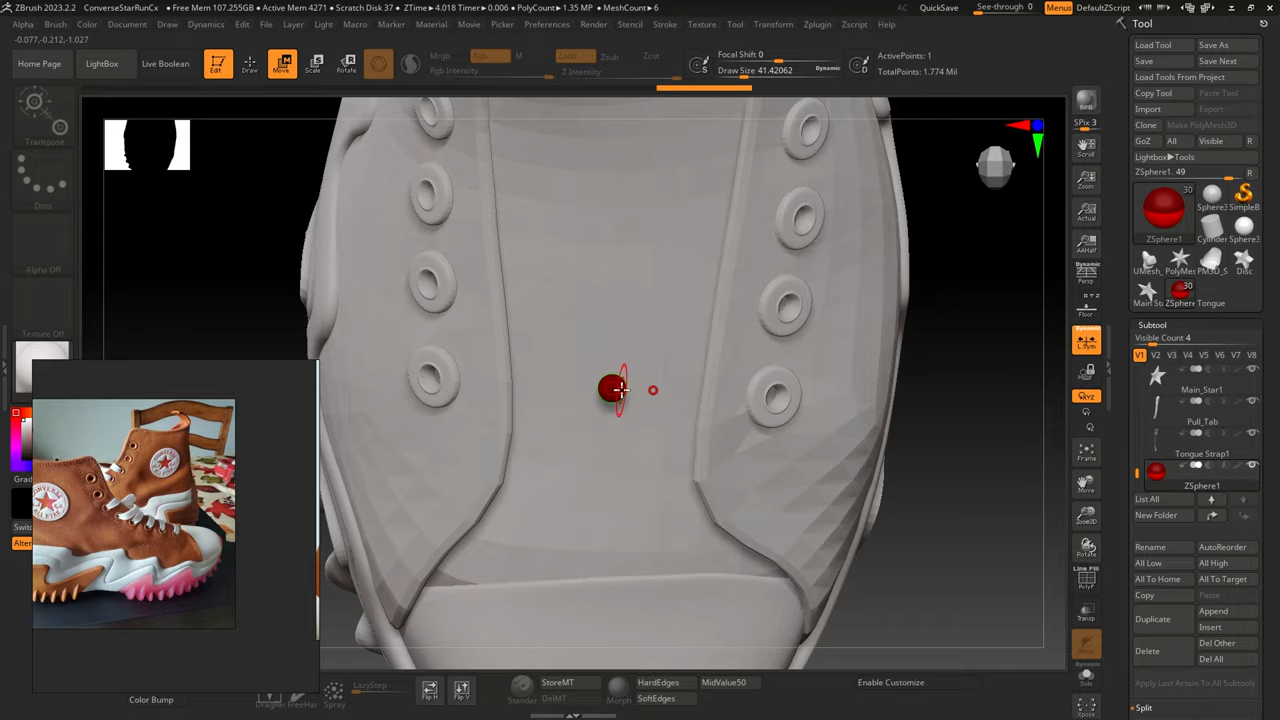 ZBrush 2023.2.2 ConverseStarRunCx • Free Mem 107.255GB • Active Mem 4271 • Scratch Disk 37 • ZTime▸4.018 Timer▸0.006 • PolyCount▸1.35 MP • MeshCount▸6 AC QuickSave See-through 0 Menus DefaultZScript
Alpha Brush Color Document Draw Dynamics Edit File Layer Light Macro Marker Material Movie Picker Preferences Render Stencil Stroke Texture Tool Transform Zplugin Zscript Help
-0.077,-0.212,-1.027
Home Page LightBox Live Boolean Edit Draw Move Scale Rotate
Mrgb Rgb M
Rgb Intensity
Zadd Zsub Zcut
Z Intensity
Focal Shift 0
Draw Size 41.42062 Dynamic
S
D
ActivePoints: 1
TotalPoints: 1.774 Mil
Transpose
Dots
Alpha Off
Texture Off
Color Bump
LazyStep
Spray
Flip H Flip V
StoreMT
DelMT
Morph
HardEdges
SoftEdges
MidValue50
Enable Customize
BPR
SPix 3
Scroll
Zoom
Actual
AAHalf
Dynamic
Persp
Floor
Dynamic
L.Sym
XYZ
Frame
Move
Zoom3D
Rotate
Line Fill
PolyF
Transp
Dynamic
Solo
Xpose
Tool
Load Tool Save As
Save Save Next
Load Tools From Project
Copy Tool Paste Tool
Import Export
Clone Make PolyMesh3D
GoZ All Visible R
Lightbox▸Tools
ZSphere1. 49 R
30
ZSphere1
30
Tongue
Disc
Subtool
Visible Count 4
V1 V2 V3 V4 V5 V6 V7 V8
Main_Star1
Pull_Tab
Tongue Strap1
ZSphere1
List All
New Folder
Rename AutoReorder
All Low All High
All To Home All To Target
Copy Paste
Duplicate Append
Insert
Delete Del Other
Del All
Apply Last Action To All Subtools
Split